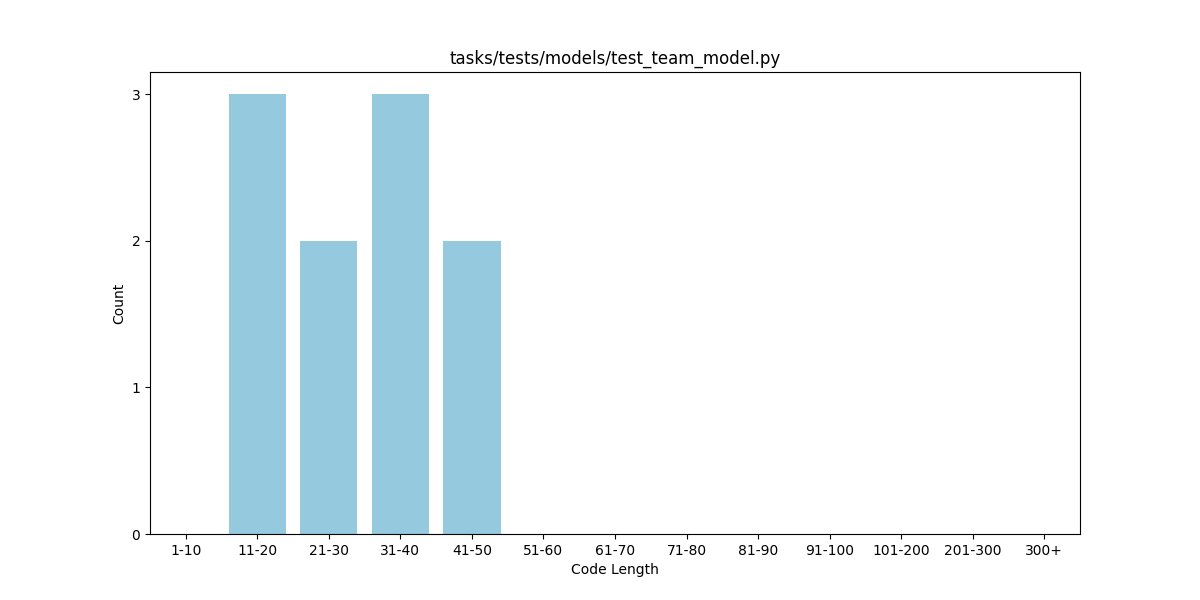 tasks/tests/models/test_team_model.py
3
2
1
0
Count
1-10 11-20 21-30 31-40 41-50 51-60 61-70 71-80 81-90 91-100 101-200 201-300 300+
Code Length